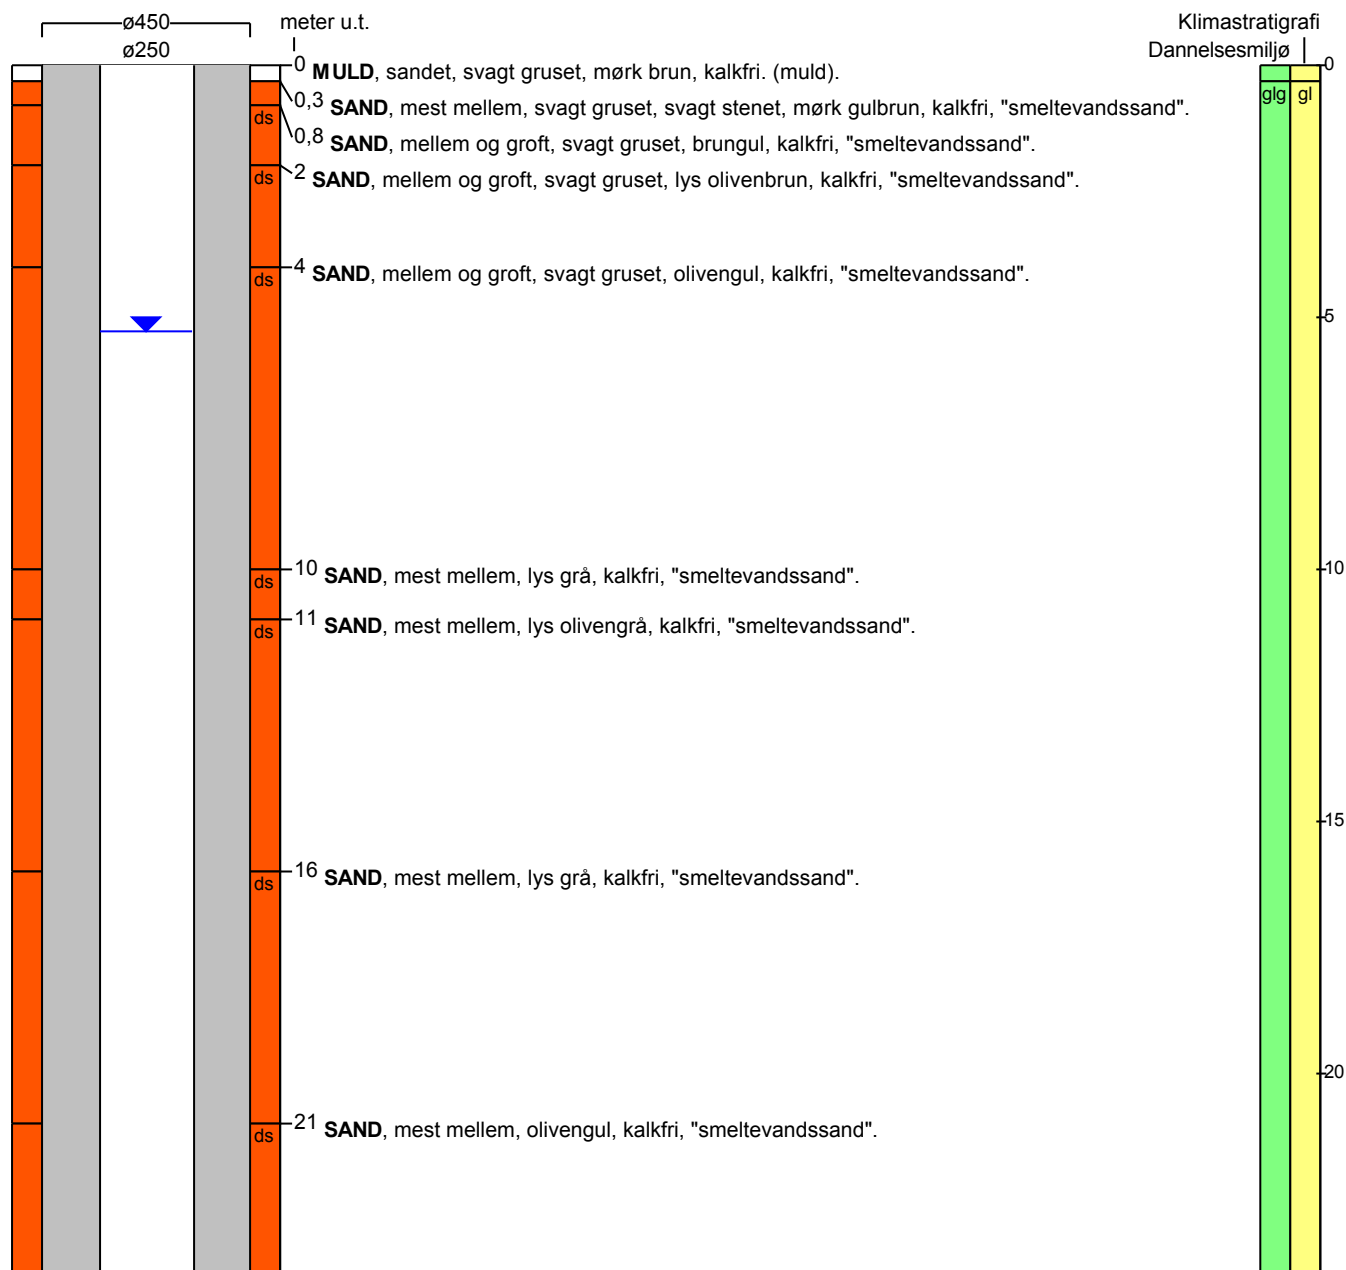 ø450 meter u.t. Klimastratigrafi
ø250 Dannelsesmiljø
0 MULD, sandet, svagt gruset, mørk brun, kalkfri. (muld). 0
glg gl
0,3 SAND, mest mellem, svagt gruset, svagt stenet, mørk gulbrun, kalkfri, "smeltevandssand".
ds
0,8 SAND, mellem og groft, svagt gruset, brungul, kalkfri, "smeltevandssand".
ds 2 SAND, mellem og groft, svagt gruset, lys olivenbrun, kalkfri, "smeltevandssand".
ds 4 SAND, mellem og groft, svagt gruset, olivengul, kalkfri, "smeltevandssand".
5
ds 10 SAND, mest mellem, lys grå, kalkfri, "smeltevandssand". 10
ds 11 SAND, mest mellem, lys olivengrå, kalkfri, "smeltevandssand".
15
ds 16 SAND, mest mellem, lys grå, kalkfri, "smeltevandssand".
20
ds 21 SAND, mest mellem, olivengul, kalkfri, "smeltevandssand".